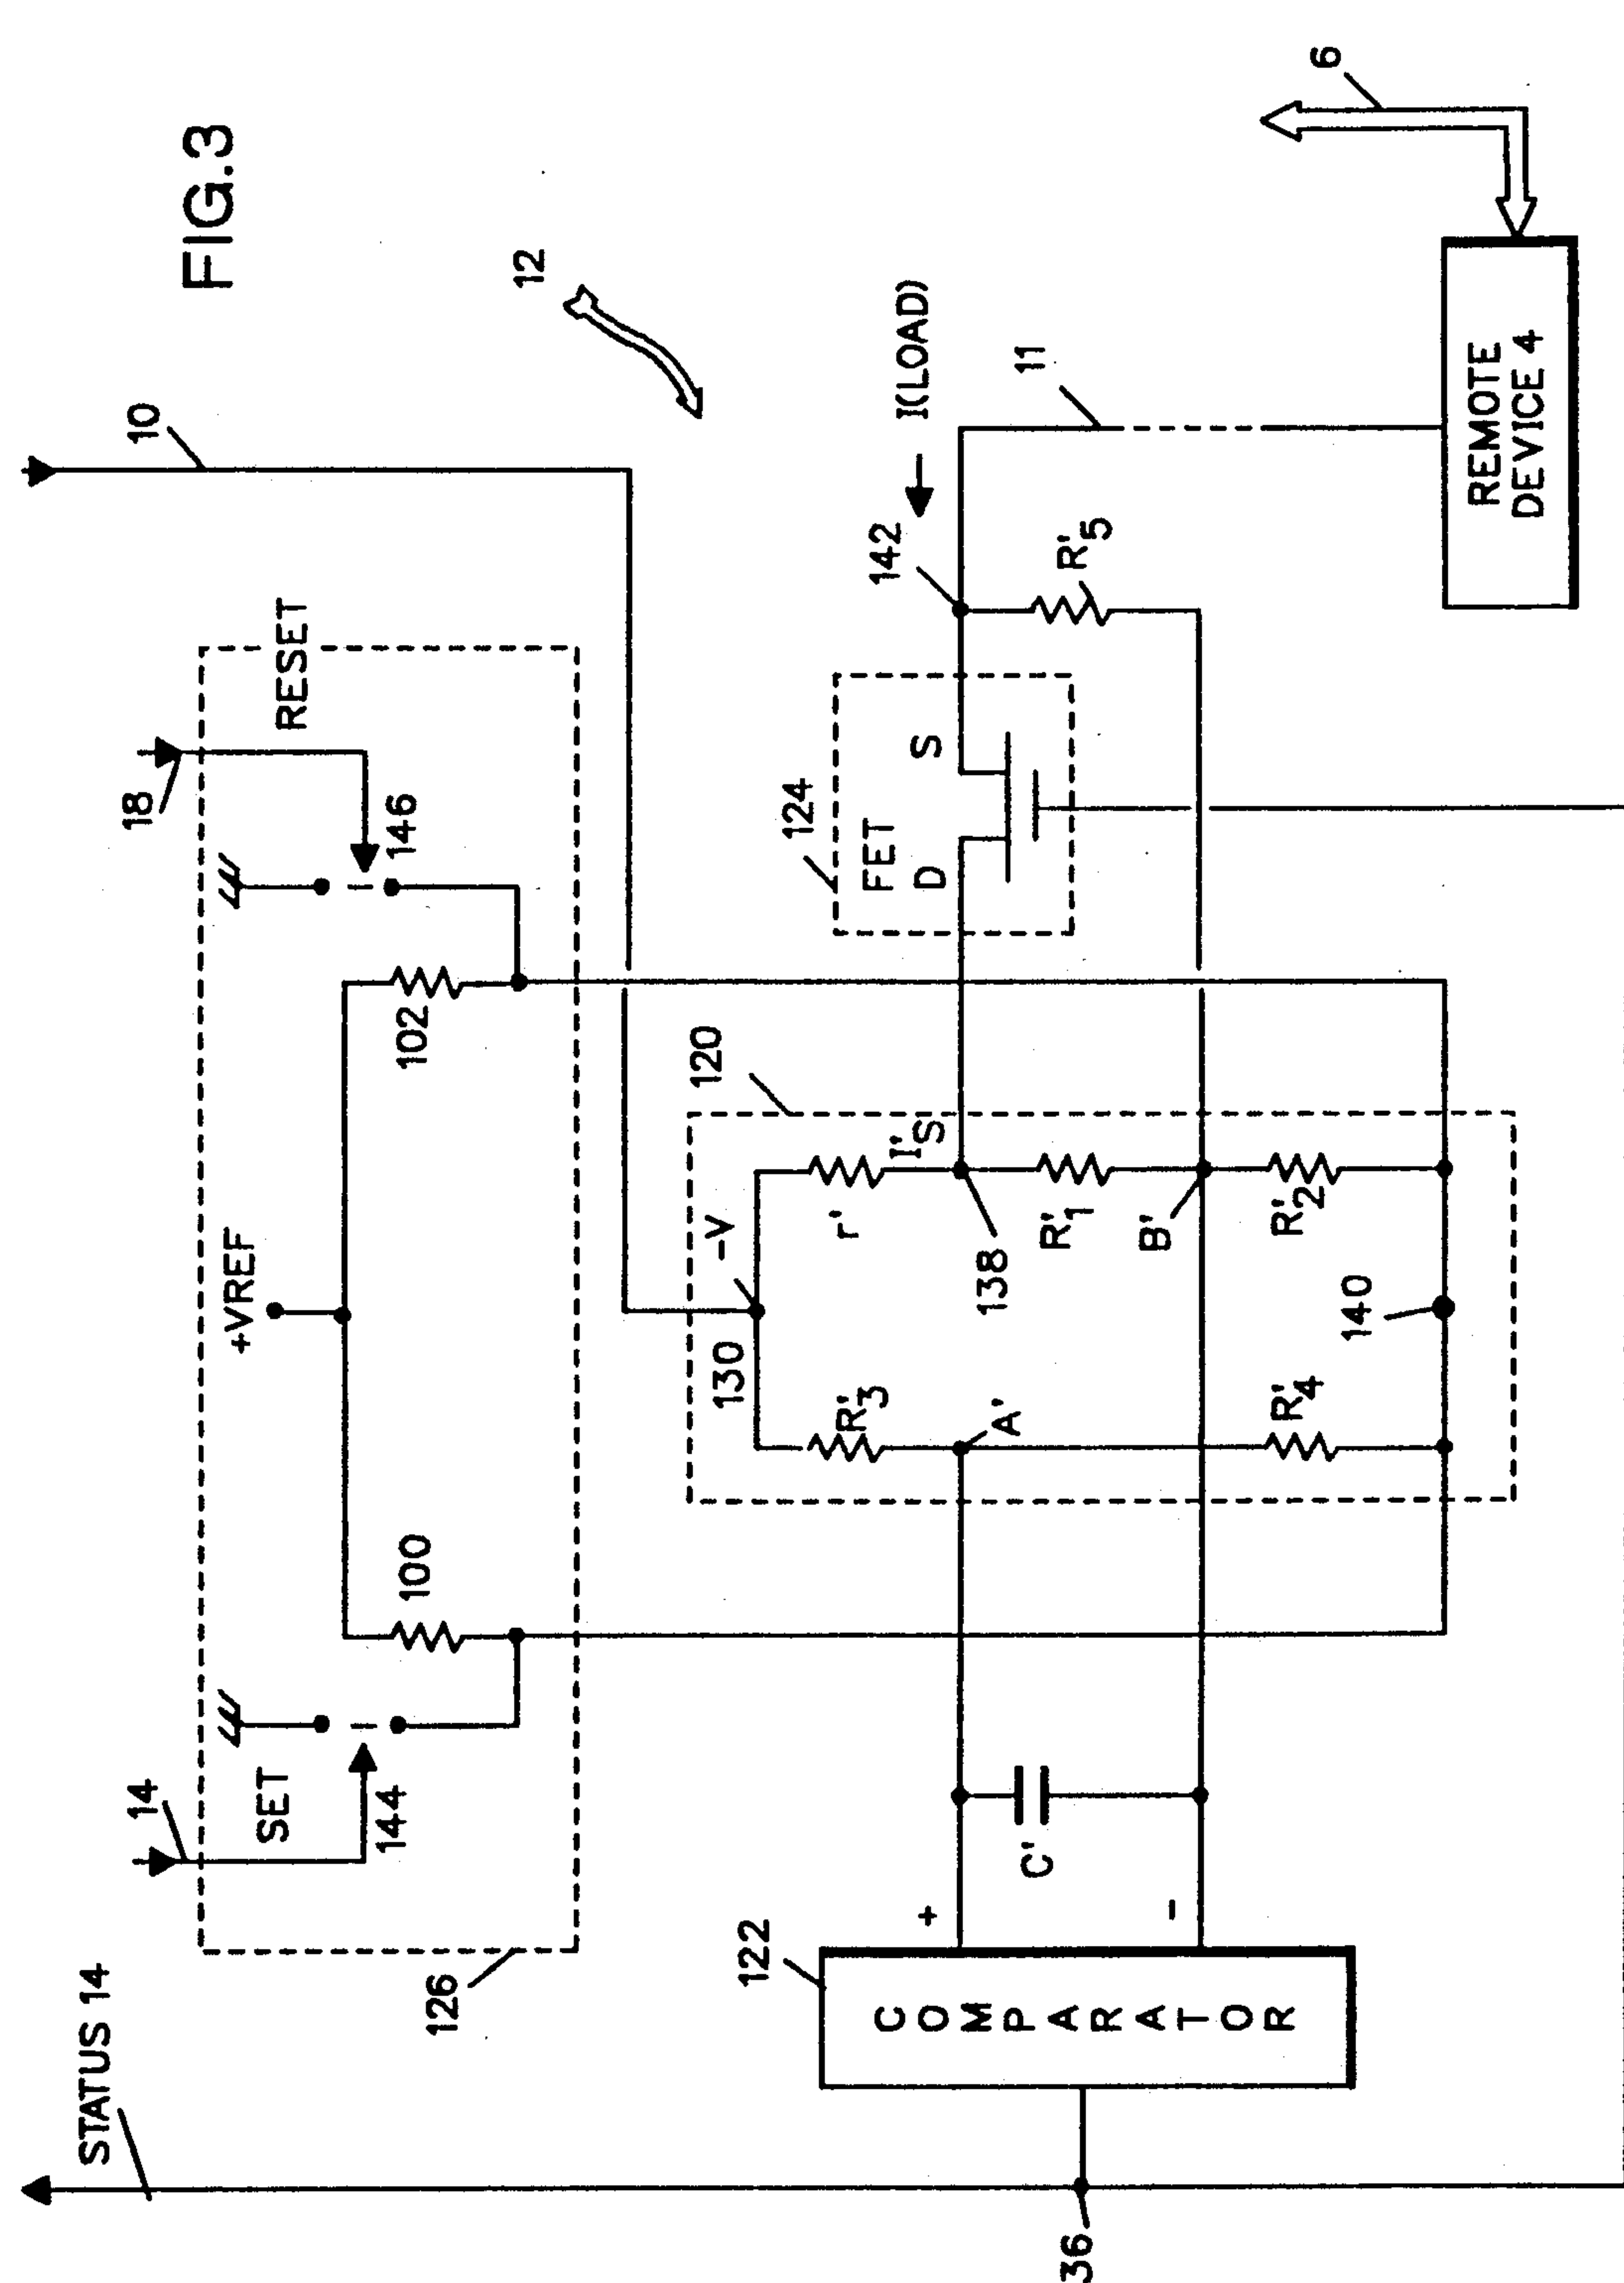 FIG.3
STATUS 14
14
SET
144
126
+VREF
100
102
18
RESET
146
10
12
6
130
-V
120
R'3
r'
I'S
A'
138
R'1
B'
R'2
R'4
140
124
FET
D
S
142
I(LOAD)
R'5
11
REMOTE
DEVICE 4
122
COMPARATOR
+
-
C'
36